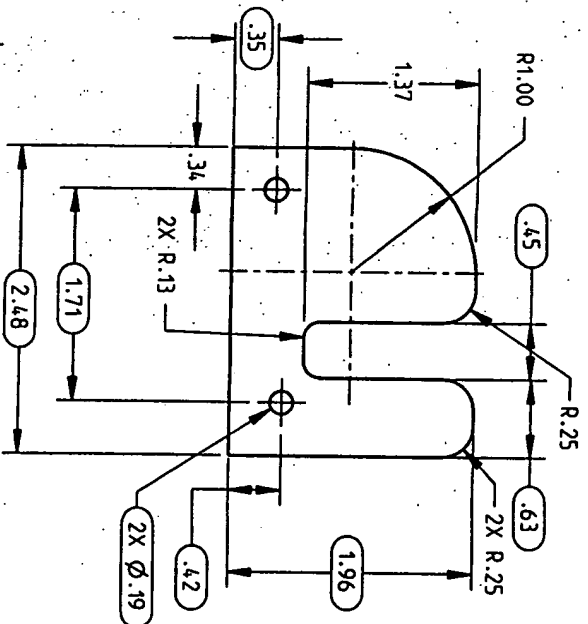 R1.00
1.37
.35
.45
R.25
.34
2X R.13
1.71
2.48
.63
2X R.25
1.96
.42
2X Ø.19